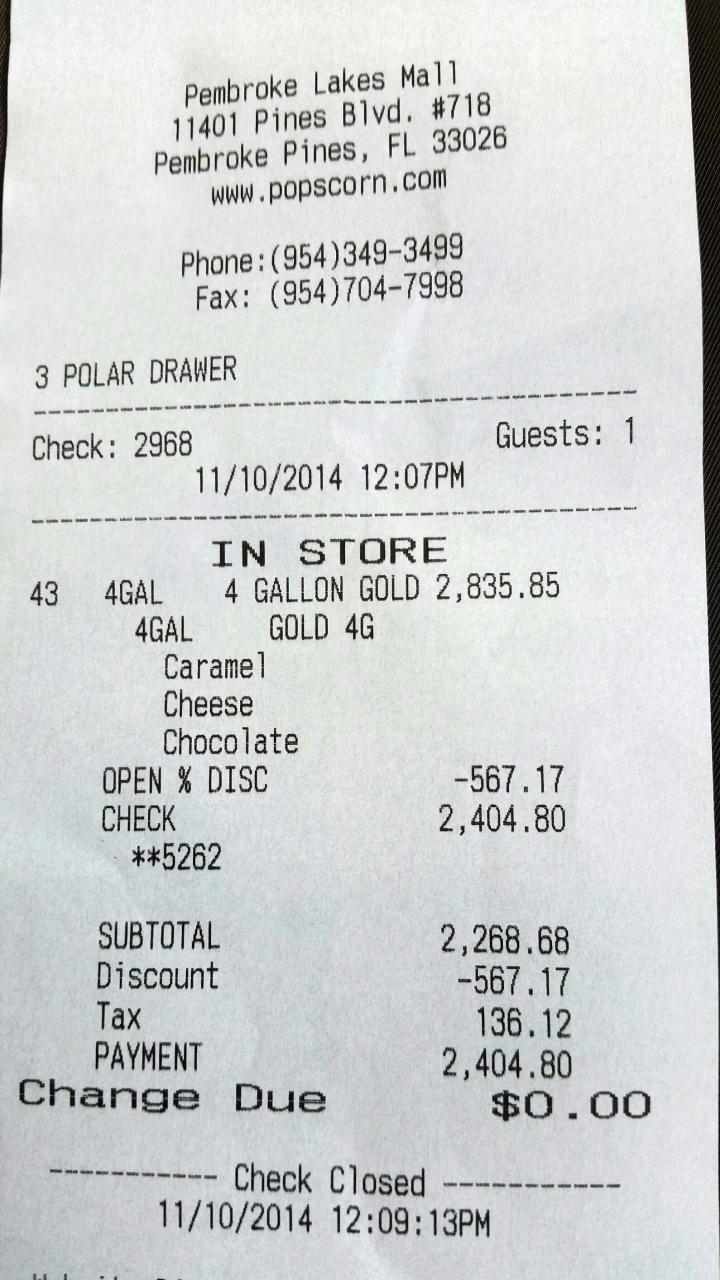 Pembroke Lakes Mall
11401 Pines Blvd. #718
Pembroke Pines, FL 33026
www.popscorn.com
Phone:(954)349-3499
Fax: (954)704-7998
3 POLAR DRAWER
Check: 2968 Guests: 1
11/10/2014 12:07PM
IN STORE
43 4GAL 4 GALLON GOLD 2,835.85
4GAL GOLD 4G
Caramel
Cheese
Chocolate
OPEN % DISC -567.17
CHECK 2,404.80
**5262
SUBTOTAL 2,268.68
Discount -567.17
Tax 136.12
PAYMENT 2,404.80
Change Due $0.00
---------- Check Closed -----------
11/10/2014 12:09:13PM